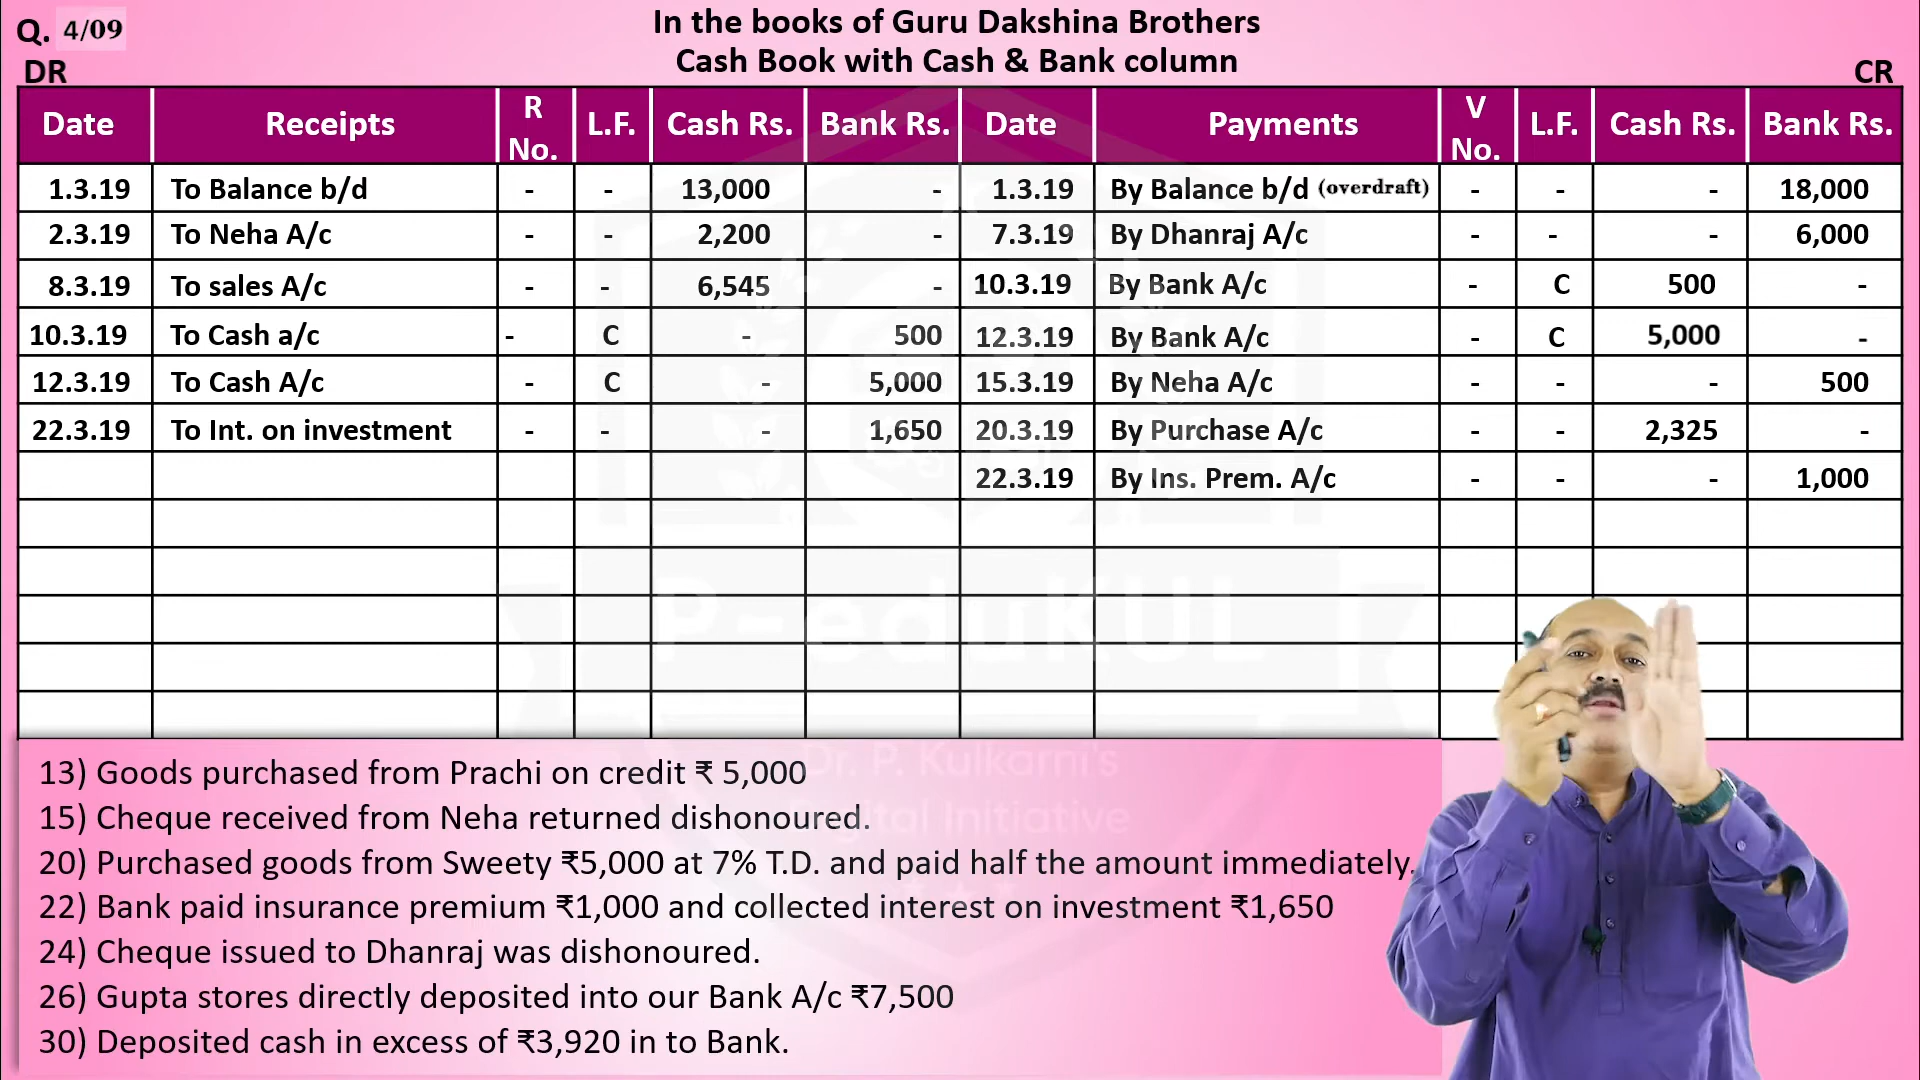 Q. 4/09
In the books of Guru Dakshina Brothers
Cash Book with Cash & Bank column
DR CR
Date Receipts R No. L.F. Cash Rs. Bank Rs. Date Payments V No. L.F. Cash Rs. Bank Rs.
1.3.19 To Balance b/d - - 13,000 - 1.3.19 By Balance b/d (overdraft) - - - 18,000
2.3.19 To Neha A/c - - 2,200 - 7.3.19 By Dhanraj A/c - - - 6,000
8.3.19 To sales A/c - - 6,545 - 10.3.19 By Bank A/c - C 500 -
10.3.19 To Cash a/c - C - 500 12.3.19 By Bank A/c - C 5,000 -
12.3.19 To Cash A/c - C - 5,000 15.3.19 By Neha A/c - - - 500
22.3.19 To Int. on investment - - - 1,650 20.3.19 By Purchase A/c - - 2,325 -
22.3.19 By Ins. Prem. A/c - - - 1,000
P-eduKUL
Dr. P. Kulkarni's
Digital Initiative
13) Goods purchased from Prachi on credit ₹ 5,000
15) Cheque received from Neha returned dishonoured.
20) Purchased goods from Sweety ₹5,000 at 7% T.D. and paid half the amount immediately.
22) Bank paid insurance premium ₹1,000 and collected interest on investment ₹1,650
24) Cheque issued to Dhanraj was dishonoured.
26) Gupta stores directly deposited into our Bank A/c ₹7,500
30) Deposited cash in excess of ₹3,920 in to Bank.